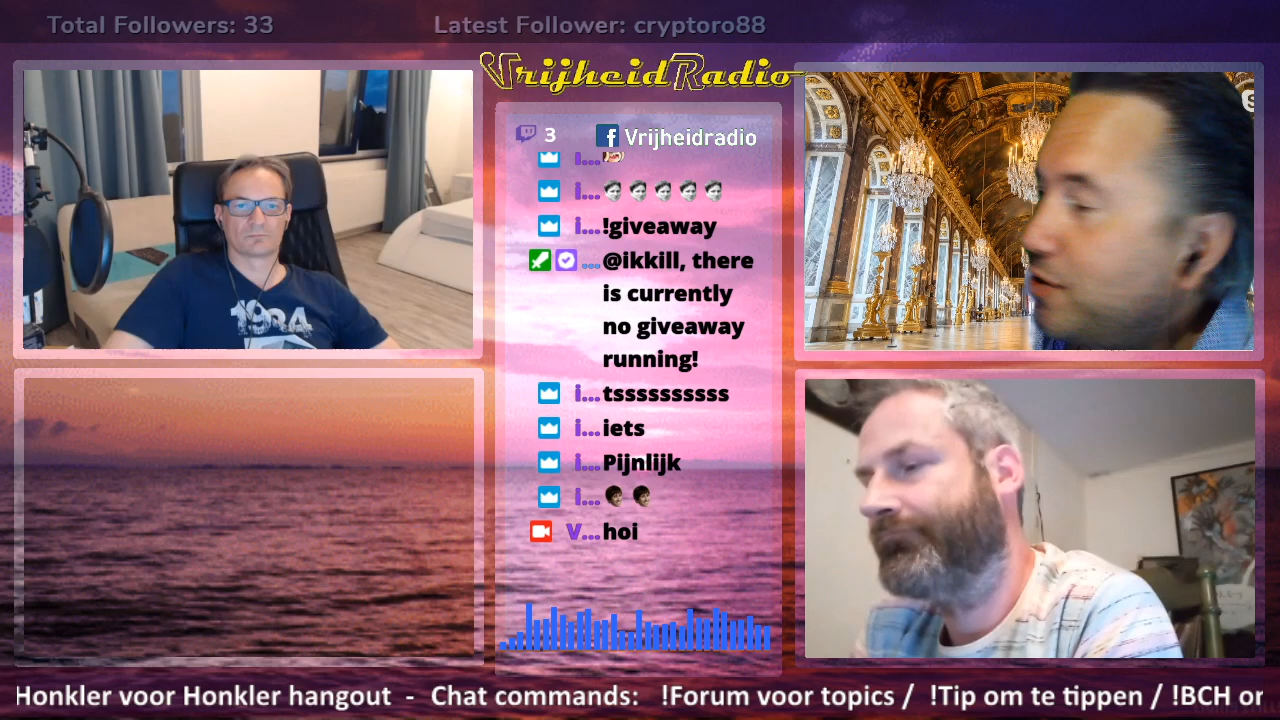 Total Followers: 33
Latest Follower: cryptoro88
VrijheidRadio
3
Vrijheidradio
i...
i...
i... !giveaway
... @ikkill, there
is currently
no giveaway
running!
i... tssssssssss
i... iets
i... Pijnlijk
i...
V... hoi
1984
Honkler voor Honkler hangout - Chat commands: !Forum voor topics / !Tip om te tippen / !BCH or